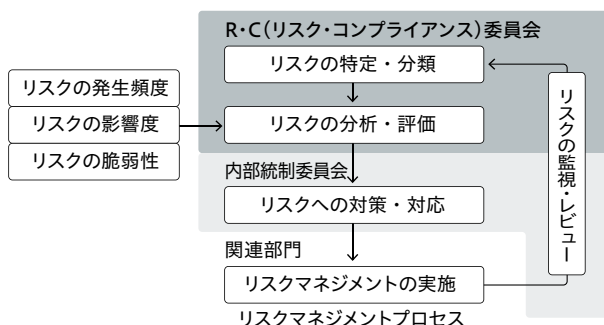 R・C（リスク・コンプライアンス）委員会
リスクの特定・分類
リスクの発生頻度
リスクの影響度
リスクの脆弱性
リスクの分析・評価
内部統制委員会
リスクへの対策・対応
関連部門
リスクマネジメントの実施
リスクの監視・レビュー
リスクマネジメントプロセス